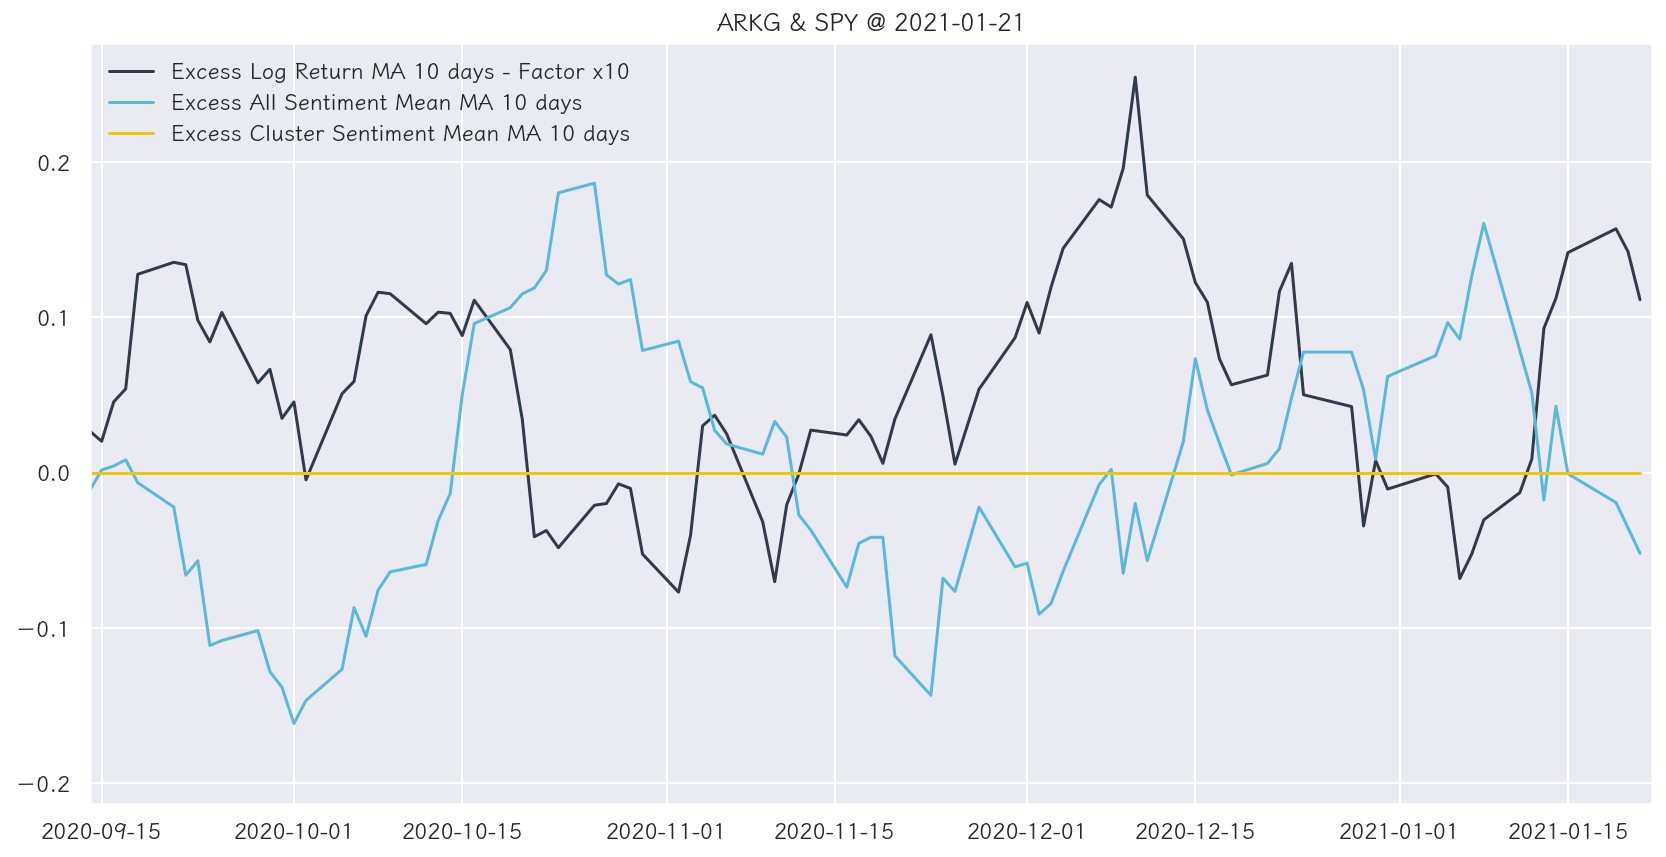 ARKG & SPY @ 2021-01-21
Excess Log Return MA 10 days - Factor x10
Excess All Sentiment Mean MA 10 days
Excess Cluster Sentiment Mean MA 10 days
0.2
0.1
0.0
−0.1
−0.2
2020-09-15 2020-10-01 2020-10-15 2020-11-01 2020-11-15 2020-12-01 2020-12-15 2021-01-01 2021-01-15